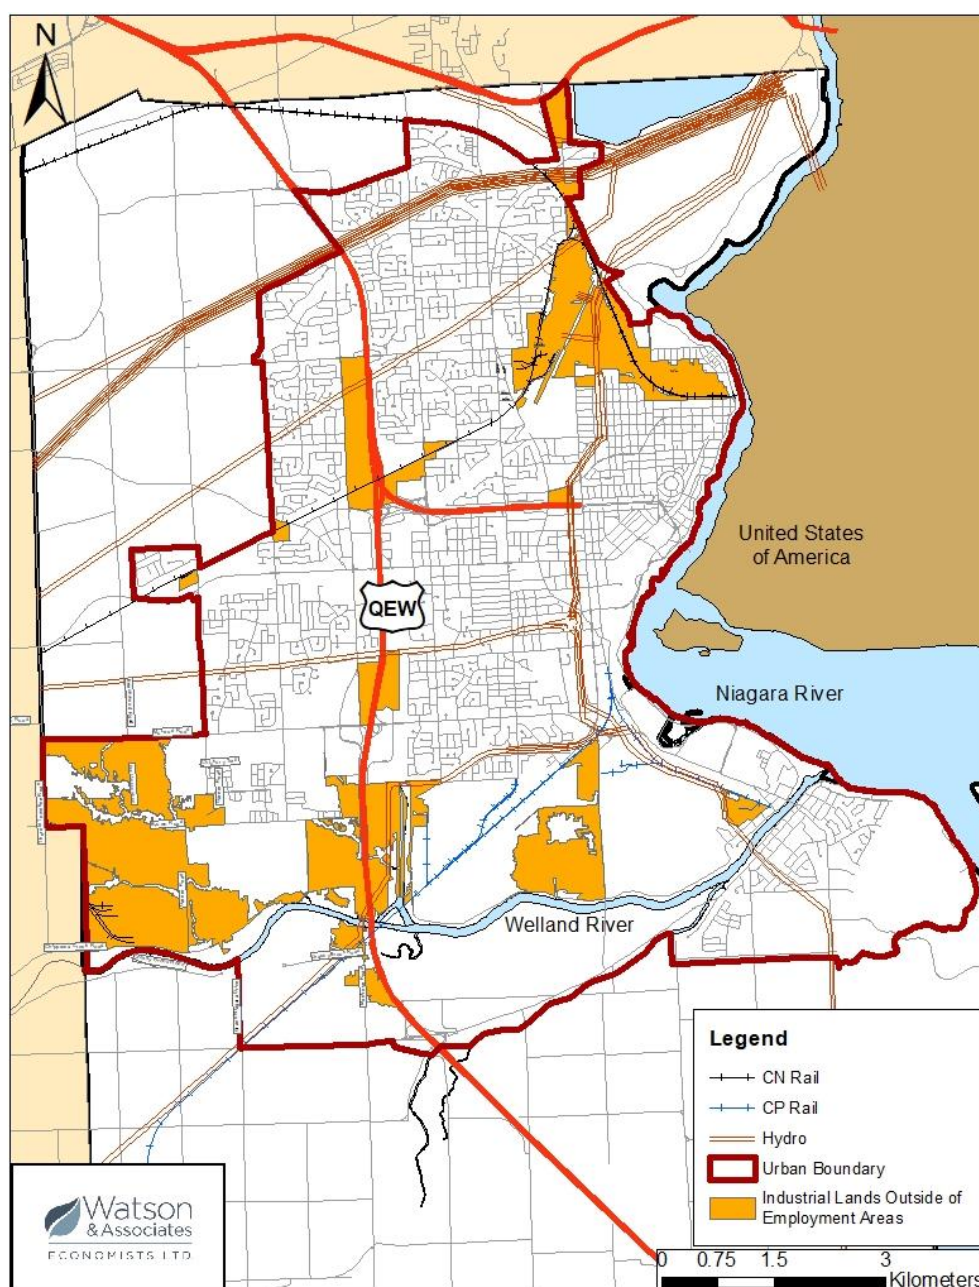 N
United States
of America
QEW
Niagara River
Welland River
Legend
CN Rail
CP Rail
Hydro
Urban Boundary
Industrial Lands Outside of
Employment Areas
Watson
& Associates
ECONOMISTS LTD.
0 0.75 1.5 3
Kilometers